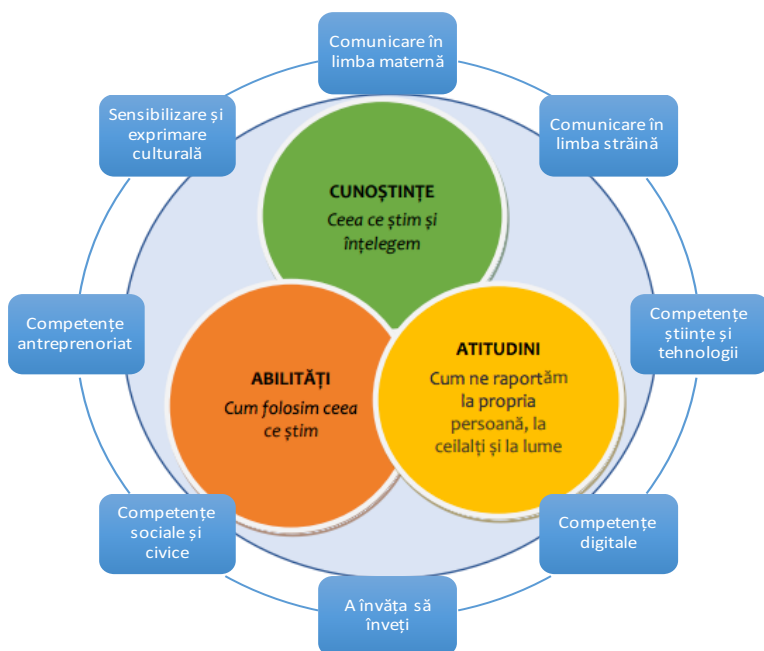 Comunicare în
limba maternă
Comunicare în
limba străină
Competențe
științe și
tehnologii
Competențe
digitale
A învăța să
înveți
Competențe
sociale și
civice
Competențe
antreprenoriat
Sensibilizare și
exprimare
culturală
CUNOȘTINȚE
Ceea ce știm și
înțelegem
ABILITĂȚI
Cum folosim ceea
ce știm
ATITUDINI
Cum ne raportăm
la propria
persoană, la
ceilalți și la lume